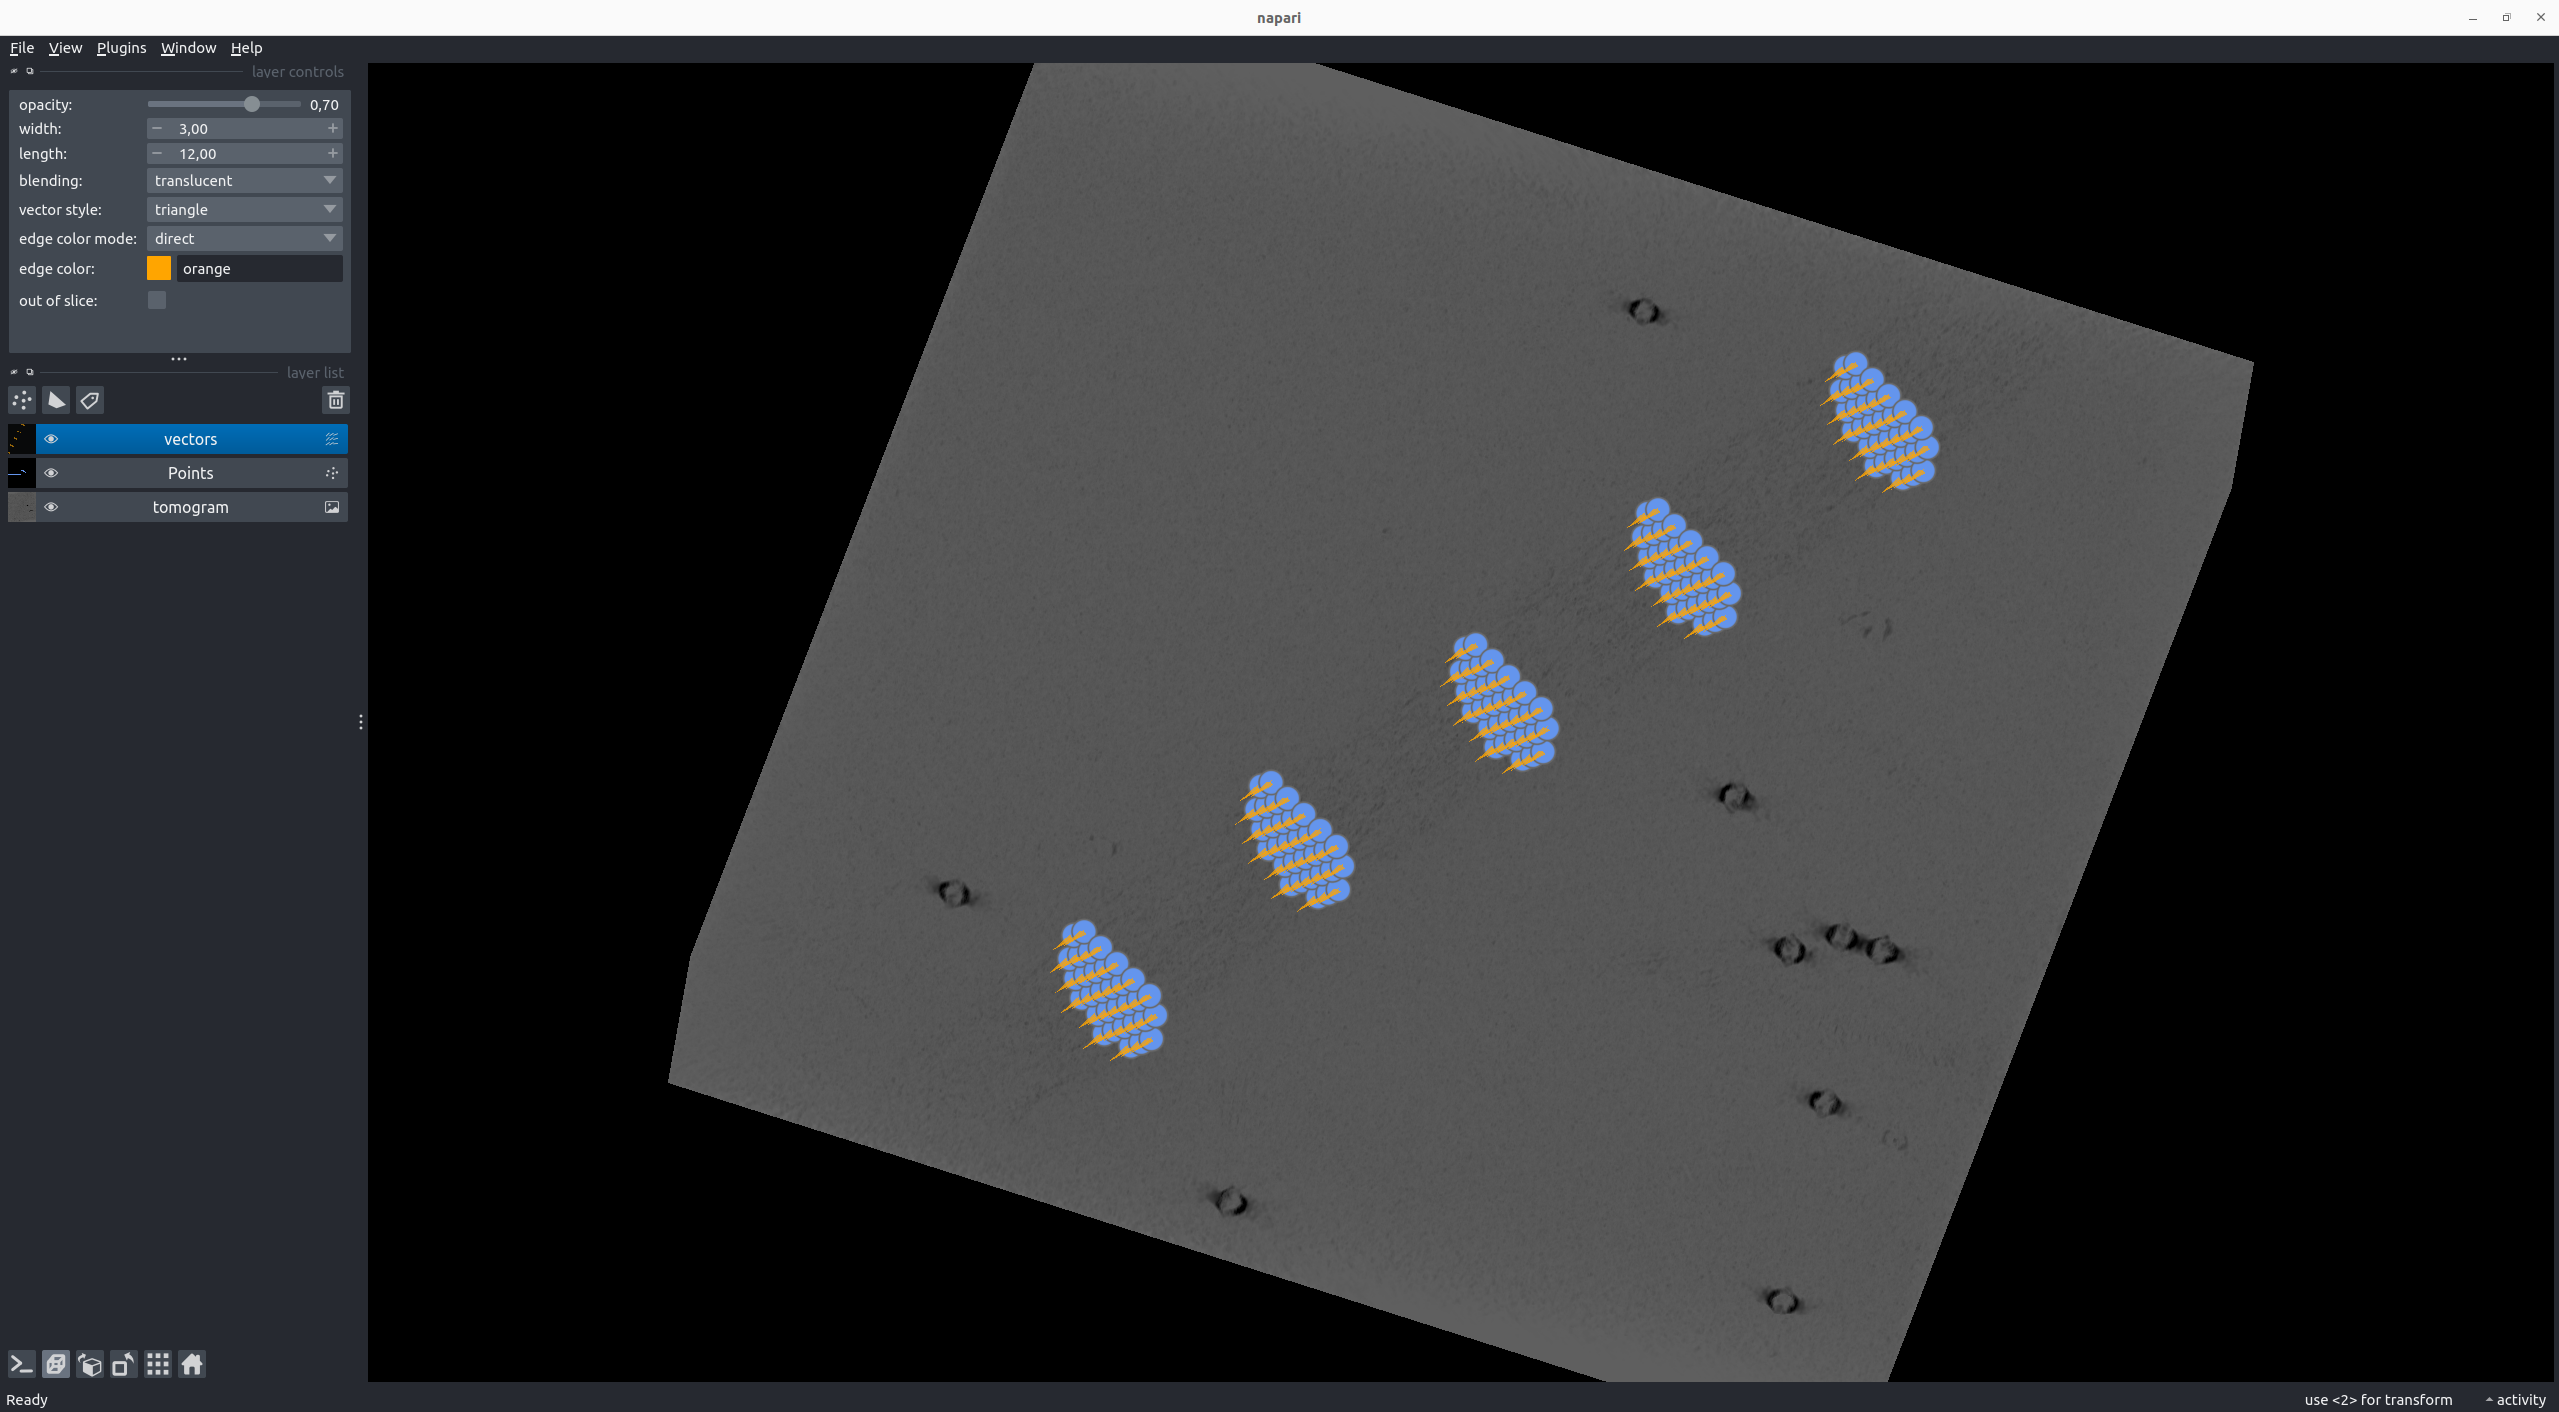 napari
File View Plugins Window Help
layer controls
opacity: 0,70
width: 3,00
length: 12,00
blending: translucent
vector style: triangle
edge color mode: direct
edge color: orange
out of slice:
layer list
vectors
Points
tomogram
Ready
use <2> for transform
activity